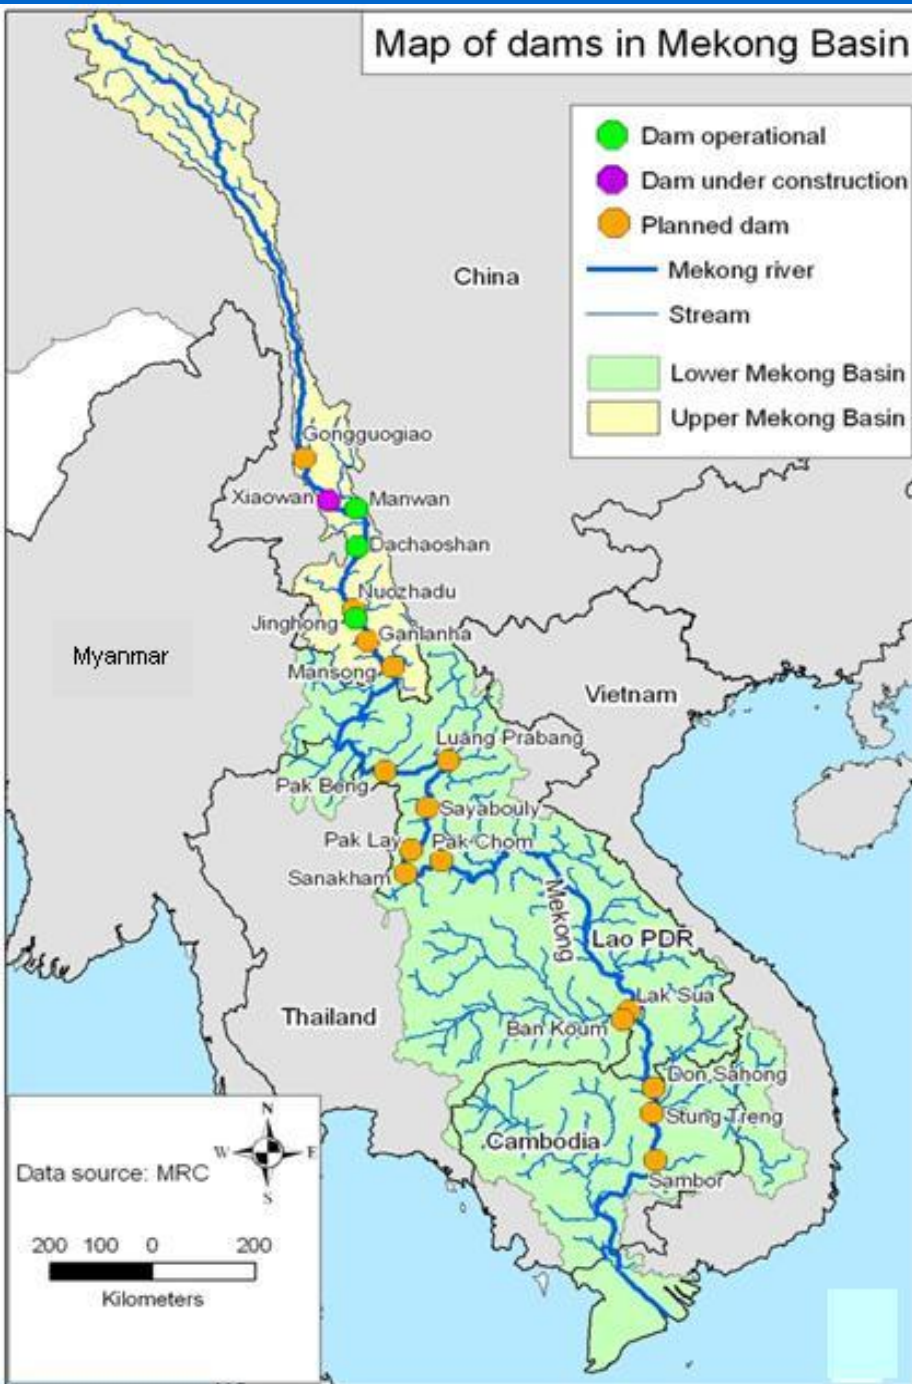 Map of dams in Mekong Basin
Dam operational
Dam under construction
Planned dam
Mekong river
Stream
Lower Mekong Basin
Upper Mekong Basin
China
Gongguogiao
Xiaowan
Manwan
Dachaoshan
Nuozhadu
Jinghong
Ganlanha
Mansong
Myanmar
Vietnam
Luang Prabang
Pak Beng
Sayabouly
Pak Lay
Pak Chom
Sanakham
Mekong
Lao PDR
Lak Sua
Thailand
Ban Koum
Don Sahong
Stung Treng
Cambodia
Sambor
N
W
E
S
Data source: MRC
200 100 0 200
Kilometers